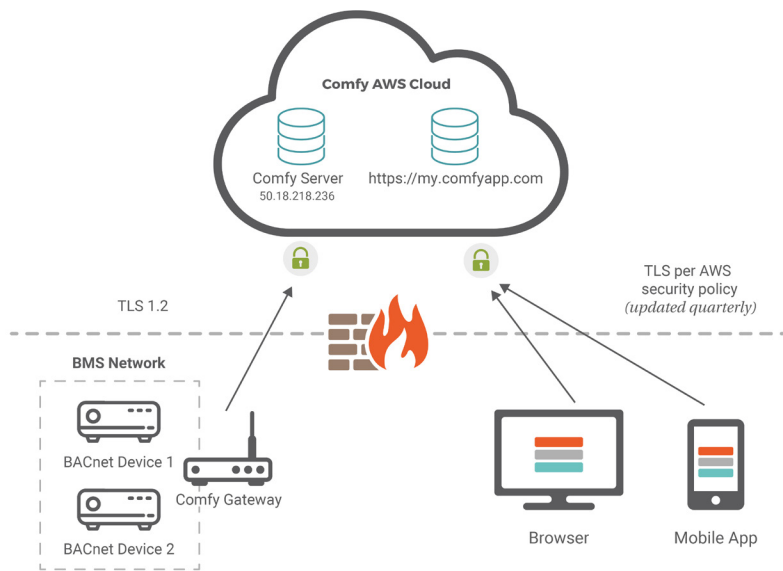 Comfy AWS Cloud
Comfy Server
50.18.218.236
https://my.comfyapp.com
TLS 1.2
TLS per AWS
security policy
(updated quarterly)
BMS Network
BACnet Device 1
Comfy Gateway
BACnet Device 2
Browser
Mobile App